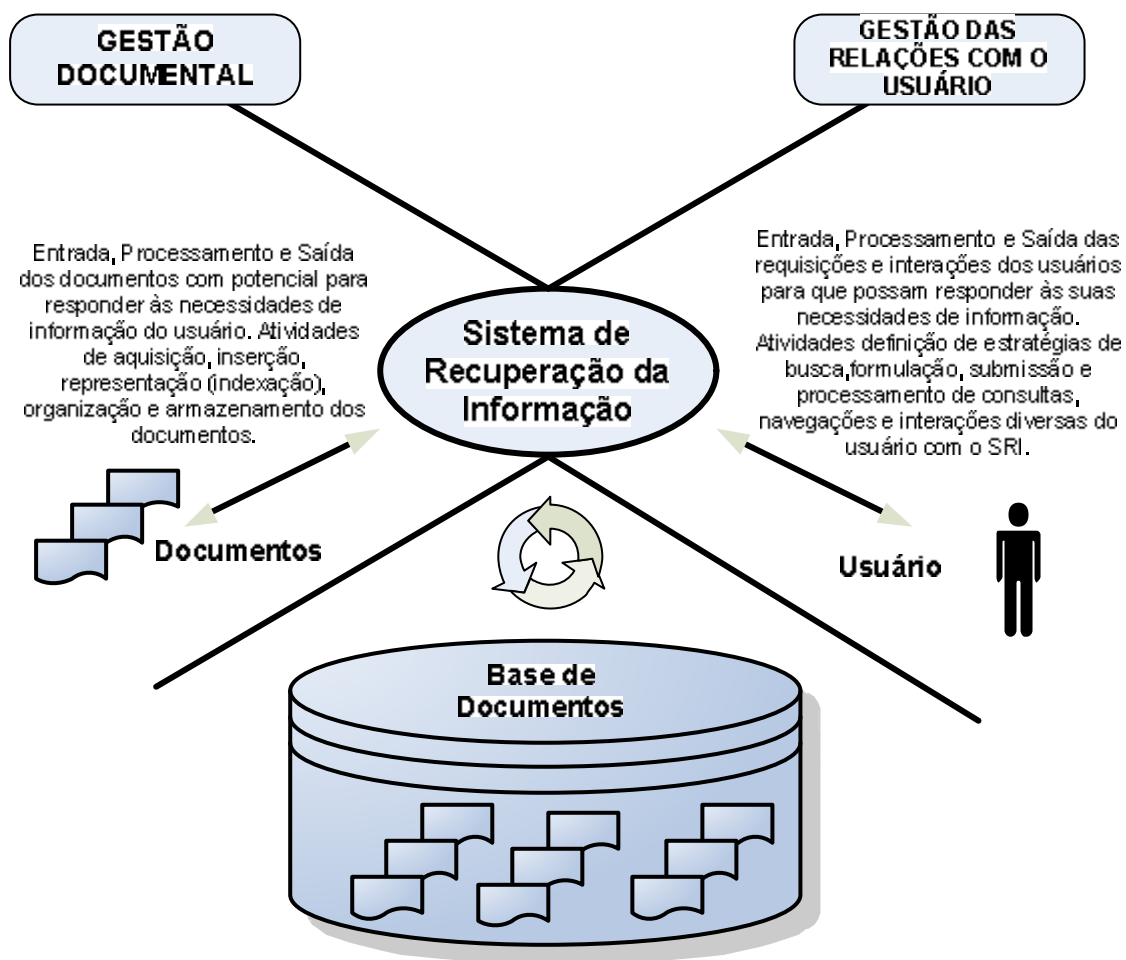 GESTÃO
DOCUMENTAL
GESTÃO DAS
RELAÇÕES COM O
USUÁRIO
Entrada, Processamento e Saída
dos documentos com potencial para
responder às necessidades de
informação do usuário. Atividades
de aquisição, inserção,
representação (indexação),
organização e armazenamento dos
documentos.
Entrada, Processamento e Saída das
requisições e interações dos usuários
para que possam responder às suas
necessidades de informação.
Atividades definição de estratégias de
busca,formulação, submissão e
processamento de consultas,
navegações e interações diversas do
usuário com o SRI.
Sistema de
Recuperação da
Informação
Documentos
Usuário
Base de
Documentos